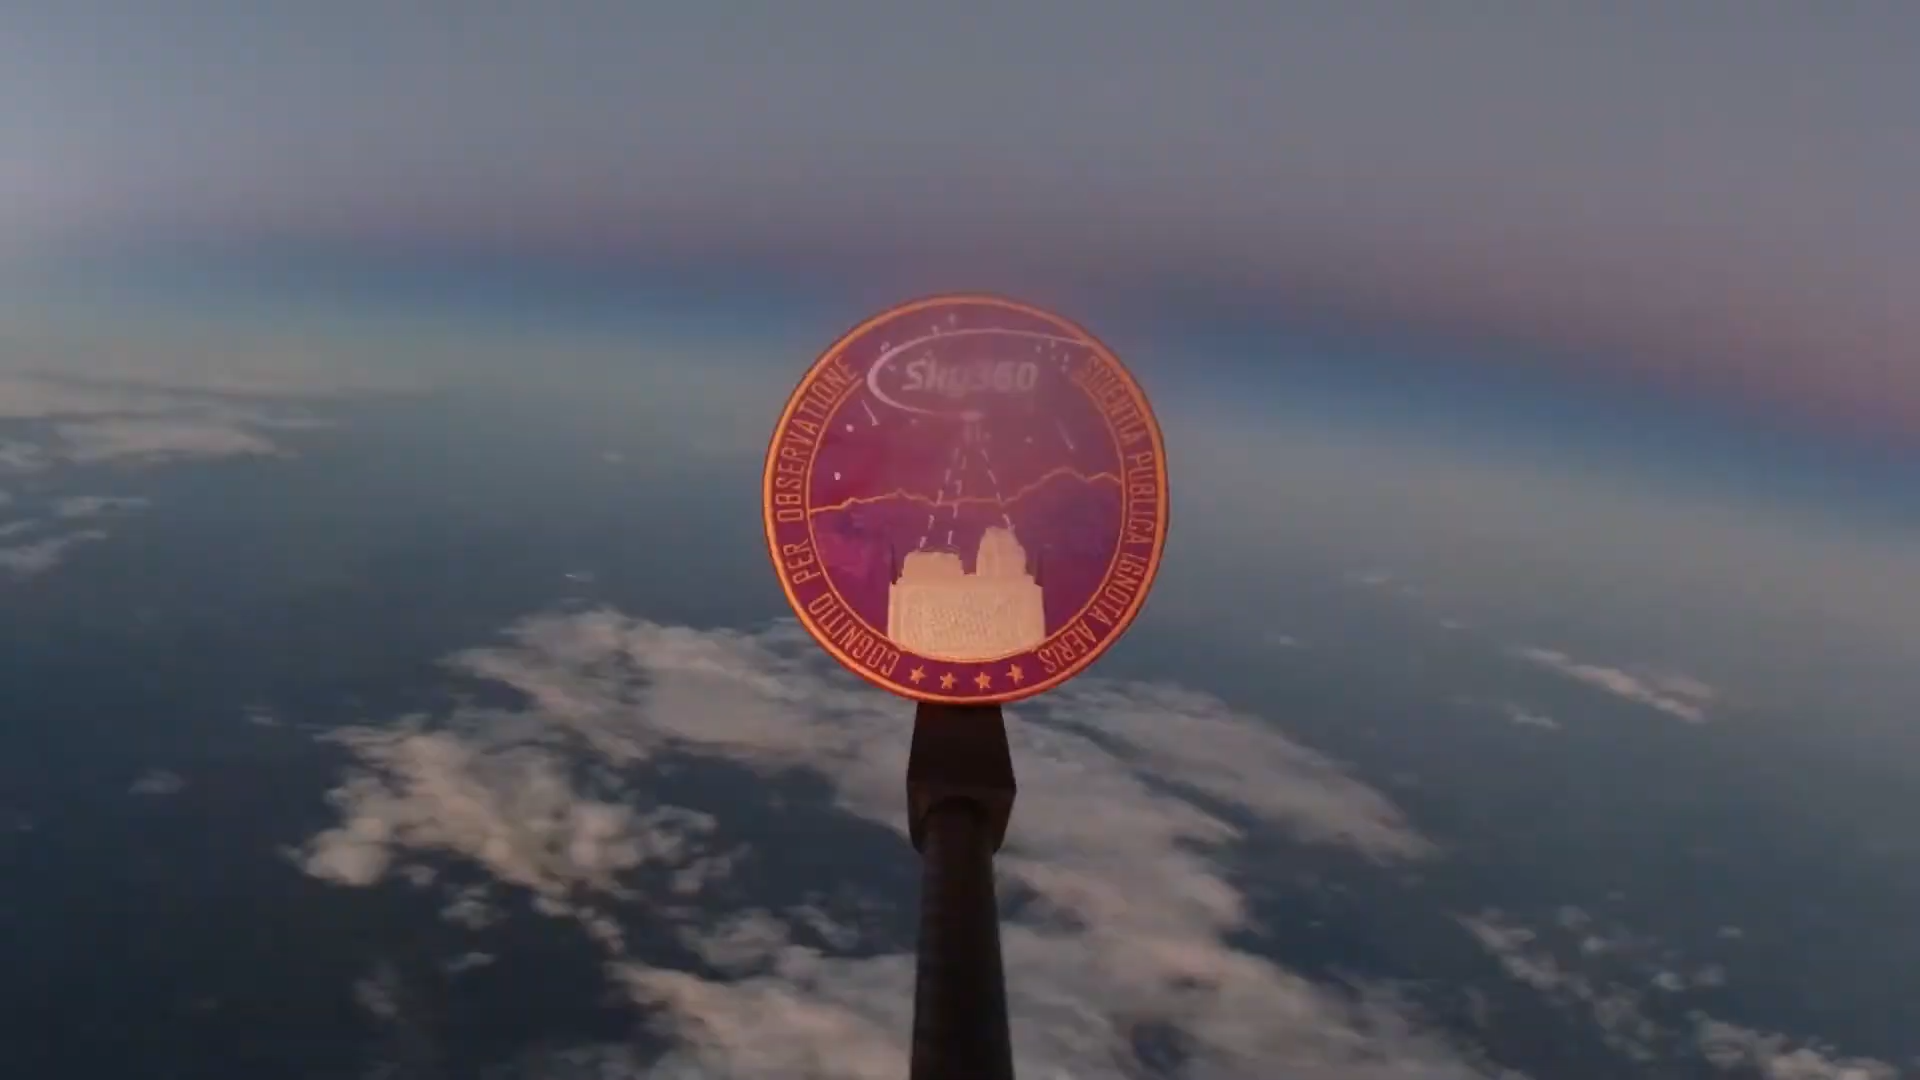 Sky360
COGNITIO PER OBSERVATIONE
SCIENTIA PUBLICA IGNOTA AERIS